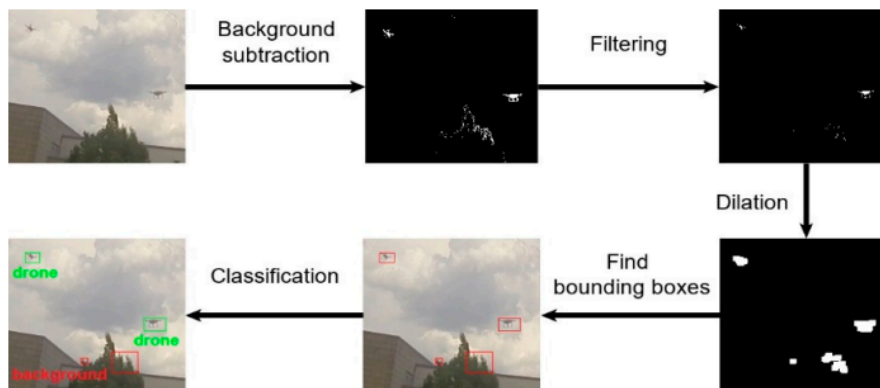 Background
subtraction
Filtering
Dilation
Find
bounding boxes
Classification
drone
drone
background